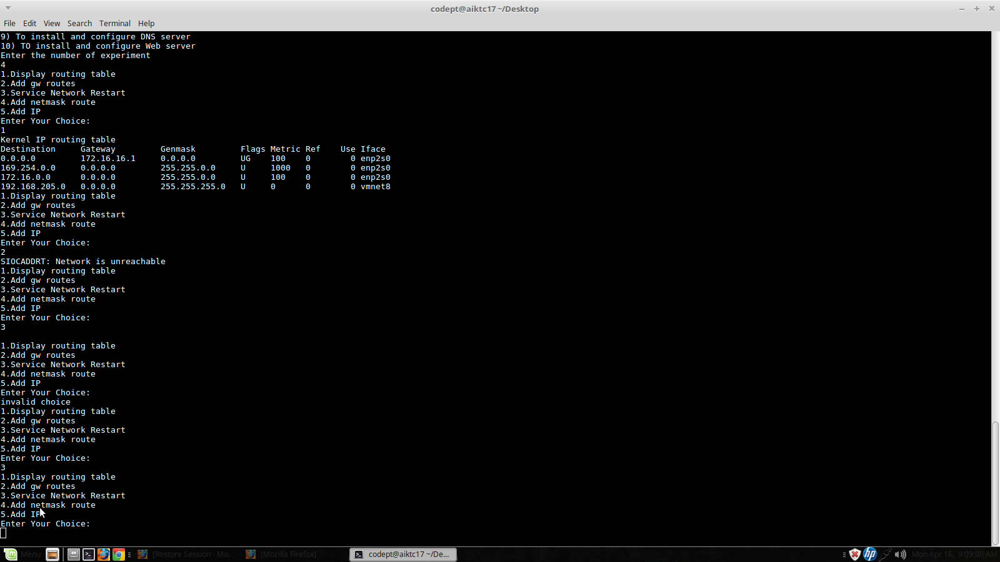 codept@aiktc17 ~/Desktop
File Edit View Search Terminal Help
9) To install and configure DNS server
10) TO install and configure Web server
Enter the number of experiment
4
1.Display routing table
2.Add gw routes
3.Service Network Restart
4.Add netmask route
5.Add IP
Enter Your Choice:
1
Kernel IP routing table
Destination     Gateway         Genmask         Flags Metric Ref    Use Iface
0.0.0.0         172.16.16.1     0.0.0.0         UG    100    0        0 enp2s0
169.254.0.0     0.0.0.0         255.255.0.0     U     1000   0        0 enp2s0
172.16.0.0      0.0.0.0         255.255.0.0     U     100    0        0 enp2s0
192.168.205.0   0.0.0.0         255.255.255.0   U     0      0        0 vmnet8
1.Display routing table
2.Add gw routes
3.Service Network Restart
4.Add netmask route
5.Add IP
Enter Your Choice:
2
SIOCADDRT: Network is unreachable
1.Display routing table
2.Add gw routes
3.Service Network Restart
4.Add netmask route
5.Add IP
Enter Your Choice:
3
1.Display routing table
2.Add gw routes
3.Service Network Restart
4.Add netmask route
5.Add IP
Enter Your Choice:
invalid choice
1.Display routing table
2.Add gw routes
3.Service Network Restart
4.Add netmask route
5.Add IP
Enter Your Choice:
3
1.Display routing table
2.Add gw routes
3.Service Network Restart
4.Add netmask route
5.Add IP
Enter Your Choice:
Menu [Restore Session - Mo... [Mozilla Firefox] codept@aiktc17 ~/De... hp Mon Apr 16, 9:09:00 AM